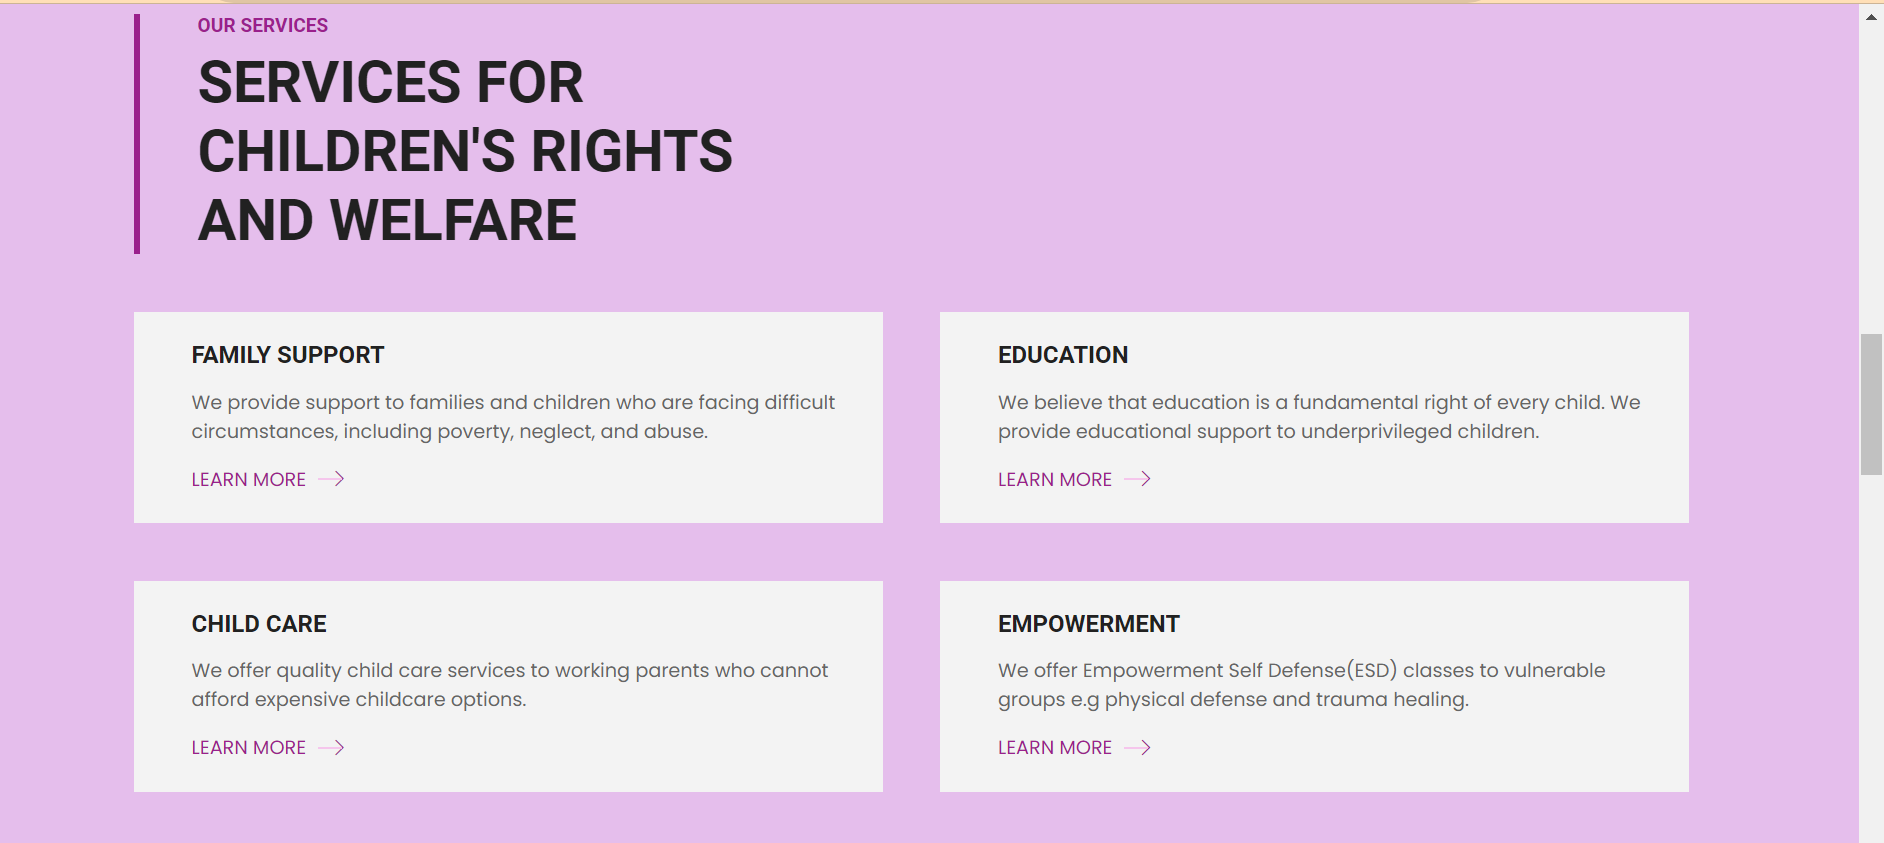 OUR SERVICES
SERVICES FOR
CHILDREN'S RIGHTS
AND WELFARE
FAMILY SUPPORT
We provide support to families and children who are facing difficult
circumstances, including poverty, neglect, and abuse.
LEARN MORE
EDUCATION
We believe that education is a fundamental right of every child. We
provide educational support to underprivileged children.
LEARN MORE
CHILD CARE
We offer quality child care services to working parents who cannot
afford expensive childcare options.
LEARN MORE
EMPOWERMENT
We offer Empowerment Self Defense(ESD) classes to vulnerable
groups e.g physical defense and trauma healing.
LEARN MORE